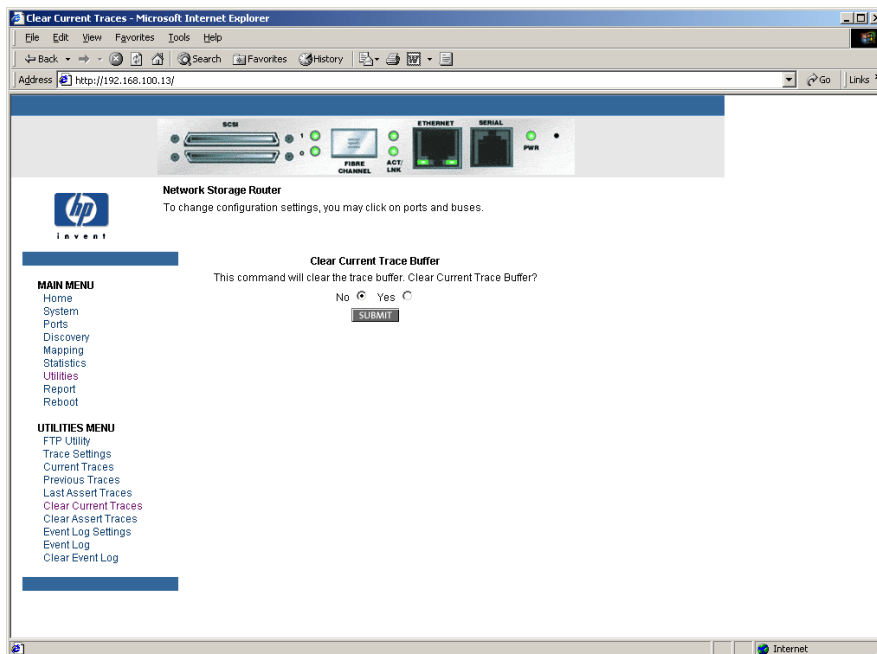 Clear Current Traces - Microsoft Internet Explorer
File Edit View Favorites Tools Help
Back Search Favorites History
Address http://192.168.100.13/ Go Links
SCSI 1 0 FIBRE CHANNEL ACT/ LNK ETHERNET SERIAL PWR
hp
invent
Network Storage Router
To change configuration settings, you may click on ports and buses.
Clear Current Trace Buffer
This command will clear the trace buffer. Clear Current Trace Buffer?
No Yes
SUBMIT
MAIN MENU
Home
System
Ports
Discovery
Mapping
Statistics
Utilities
Report
Reboot
UTILITIES MENU
FTP Utility
Trace Settings
Current Traces
Previous Traces
Last Assert Traces
Clear Current Traces
Clear Assert Traces
Event Log Settings
Event Log
Clear Event Log
Internet